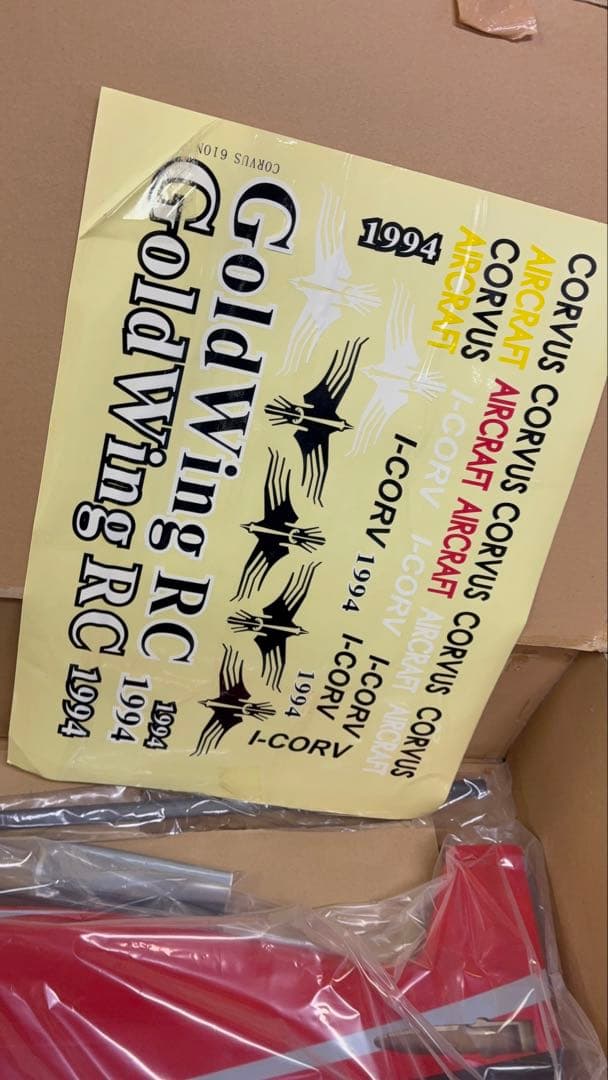 CORVUS 610N
CORVUS CORVUS CORVUS CORVUS CORVUS
AIRCRAFT AIRCRAFT AIRCRAFT AIRCRAFT AIRCRAFT
CORVUS
AIRCRAFT
I-CORV I-CORV
1994
I-CORV 1994 I-CORV
I-CORV
1994
I-CORV
GoldWing RC 1994
1994
GoldWing RC 1994